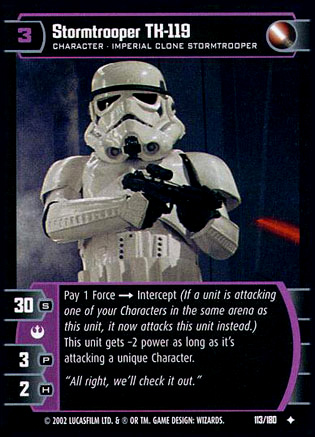 3
Stormtrooper TK-119
CHARACTER · IMPERIAL CLONE STORMTROOPER
30 S
3 P
2 H
Pay 1 Force → Intercept (If a unit is attacking
one of your Characters in the same arena as
this unit, it now attacks this unit instead.)
This unit gets -2 power as long as it's
attacking a unique Character.
"All right, we'll check it out."
© 2002 LUCASFILM LTD. & ® OR TM. GAME DESIGN: WIZARDS.
113/180